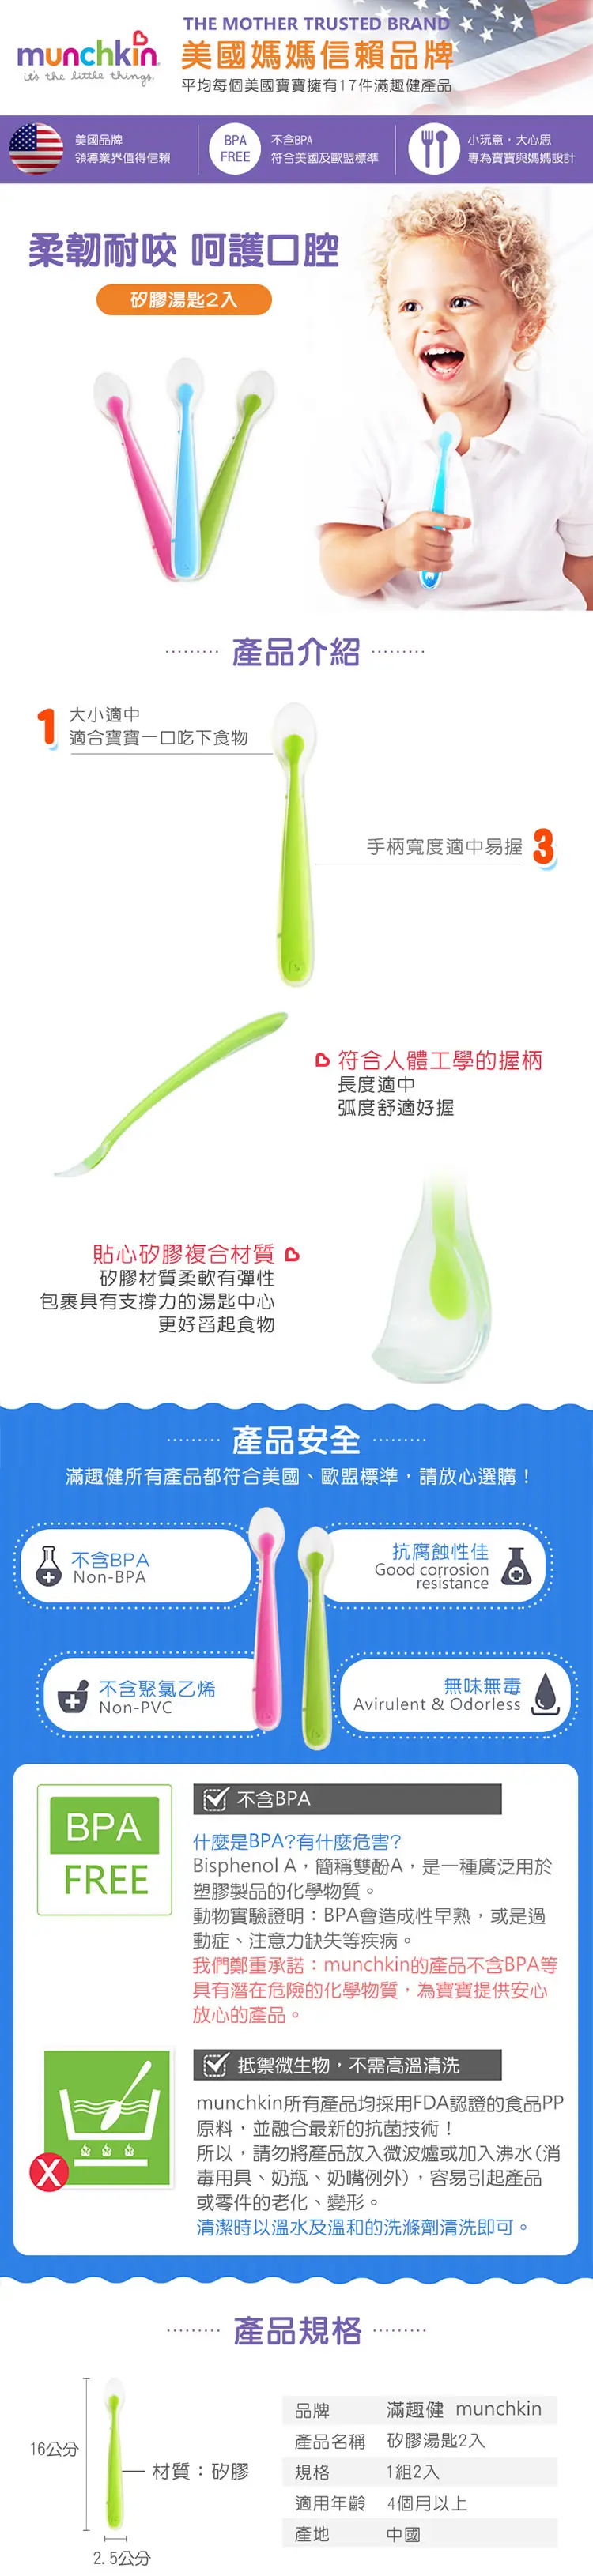 munchkin
it's the little things.
THE MOTHER TRUSTED BRAND
美國媽媽信賴品牌
平均每個美國寶寶擁有17件滿趣健產品
美國品牌
領導業界值得信賴
BPA
FREE
不含BPA
符合美國及歐盟標準
小玩意，大心思
專為寶寶與媽媽設計
柔韌耐咬 呵護口腔
矽膠湯匙2入
產品介紹
1
大小適中
適合寶寶一口吃下食物
手柄寬度適中易握
3
符合人體工學的握柄
長度適中
弧度舒適好握
貼心矽膠複合材質
矽膠材質柔軟有彈性
包裹具有支撐力的湯匙中心
更好舀起食物
產品安全
滿趣健所有產品都符合美國、歐盟標準，請放心選購！
不含BPA
Non-BPA
抗腐蝕性佳
Good corrosion
resistance
不含聚氯乙烯
Non-PVC
無味無毒
Avirulent & Odorless
BPA
FREE
不含BPA
什麼是BPA?有什麼危害?
Bisphenol A，簡稱雙酚A，是一種廣泛用於
塑膠製品的化學物質。
動物實驗證明：BPA會造成性早熟，或是過
動症、注意力缺失等疾病。
我們鄭重承諾：munchkin的產品不含BPA等
具有潛在危險的化學物質，為寶寶提供安心
放心的產品。
抵禦微生物，不需高溫清洗
munchkin所有產品均採用FDA認證的食品PP
原料，並融合最新的抗菌技術！
所以，請勿將產品放入微波爐或加入沸水(消
毒用具、奶瓶、奶嘴例外)，容易引起產品
或零件的老化、變形。
清潔時以溫水及溫和的洗滌劑清洗即可。
X
產品規格
16公分
材質：矽膠
2.5公分
品牌 滿趣健 munchkin
產品名稱 矽膠湯匙2入
規格 1組2入
適用年齡 4個月以上
產地 中國